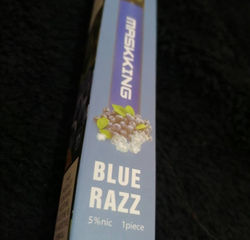 MASKKING
BLUE
RAZZ
5%nic 1piece